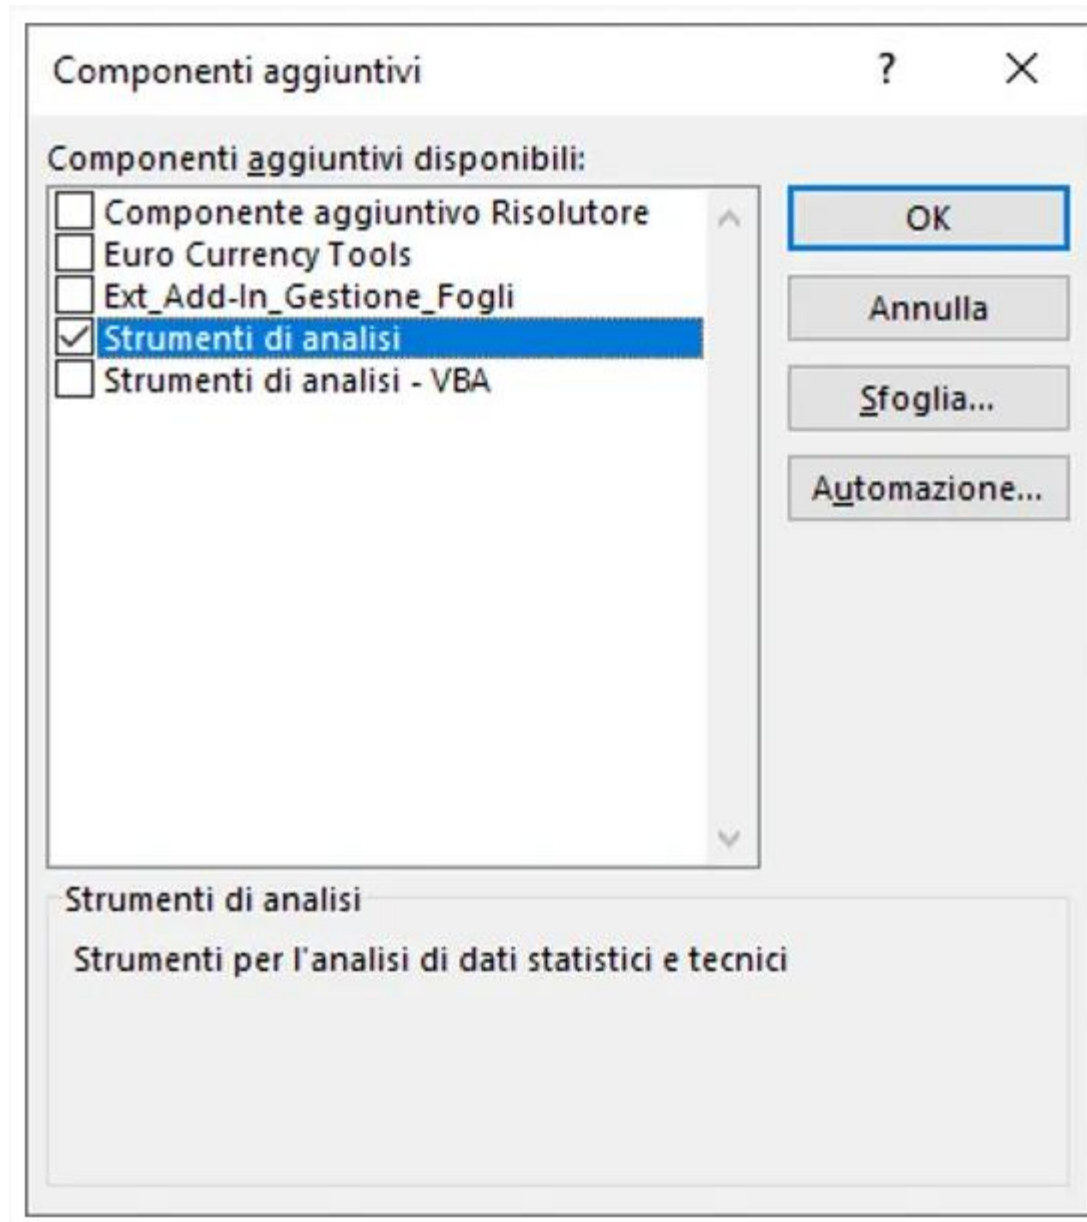 Componenti aggiuntivi ?
Componenti aggiuntivi disponibili:
Componente aggiuntivo Risolutore
Euro Currency Tools
Ext_Add-In_Gestione_Fogli
Strumenti di analisi
Strumenti di analisi - VBA
OK
Annulla
Sfoglia...
Automazione...
Strumenti di analisi
Strumenti per l'analisi di dati statistici e tecnici